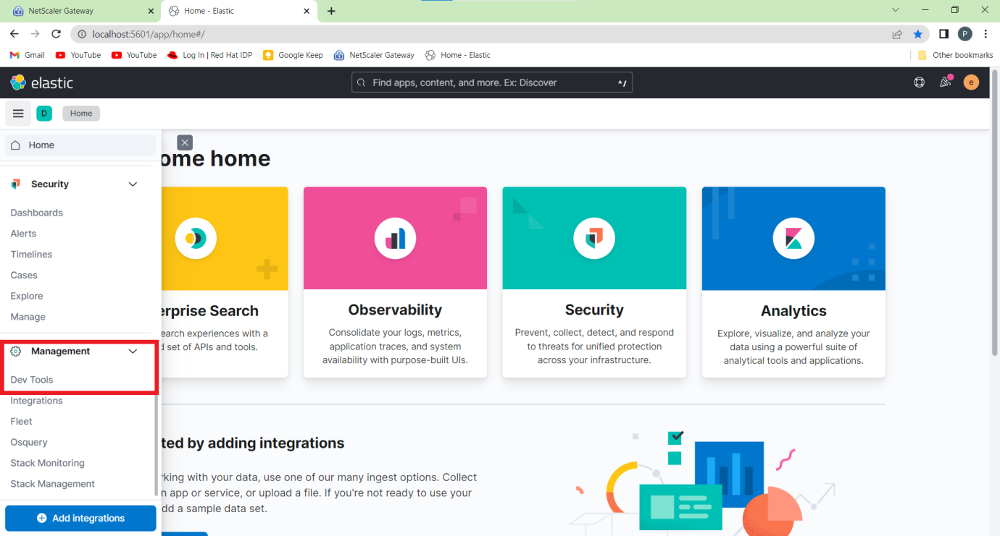 NetScaler Gateway
Home - Elastic
localhost:5601/app/home#/
P
Gmail
YouTube
YouTube
Log In | Red Hat IDP
Google Keep
NetScaler Gateway
Home - Elastic
Other bookmarks
elastic
Find apps, content, and more. Ex: Discover
^/
e
D
Home
Home
Security
Dashboards
Alerts
Timelines
Cases
Explore
Manage
Management
Dev Tools
Integrations
Fleet
Osquery
Stack Monitoring
Stack Management
Add integrations
ome home
erprise Search
earch experiences with a
d set of APIs and tools.
Observability
Consolidate your logs, metrics,
application traces, and system
availability with purpose-built UIs.
Security
Prevent, collect, detect, and respond
to threats for unified protection
across your infrastructure.
Analytics
Explore, visualize, and analyze your
data using a powerful suite of
analytical tools and applications.
ted by adding integrations
rking with your data, use one of our many ingest options. Collect
n app or service, or upload a file. If you're not ready to use your
dd a sample data set.